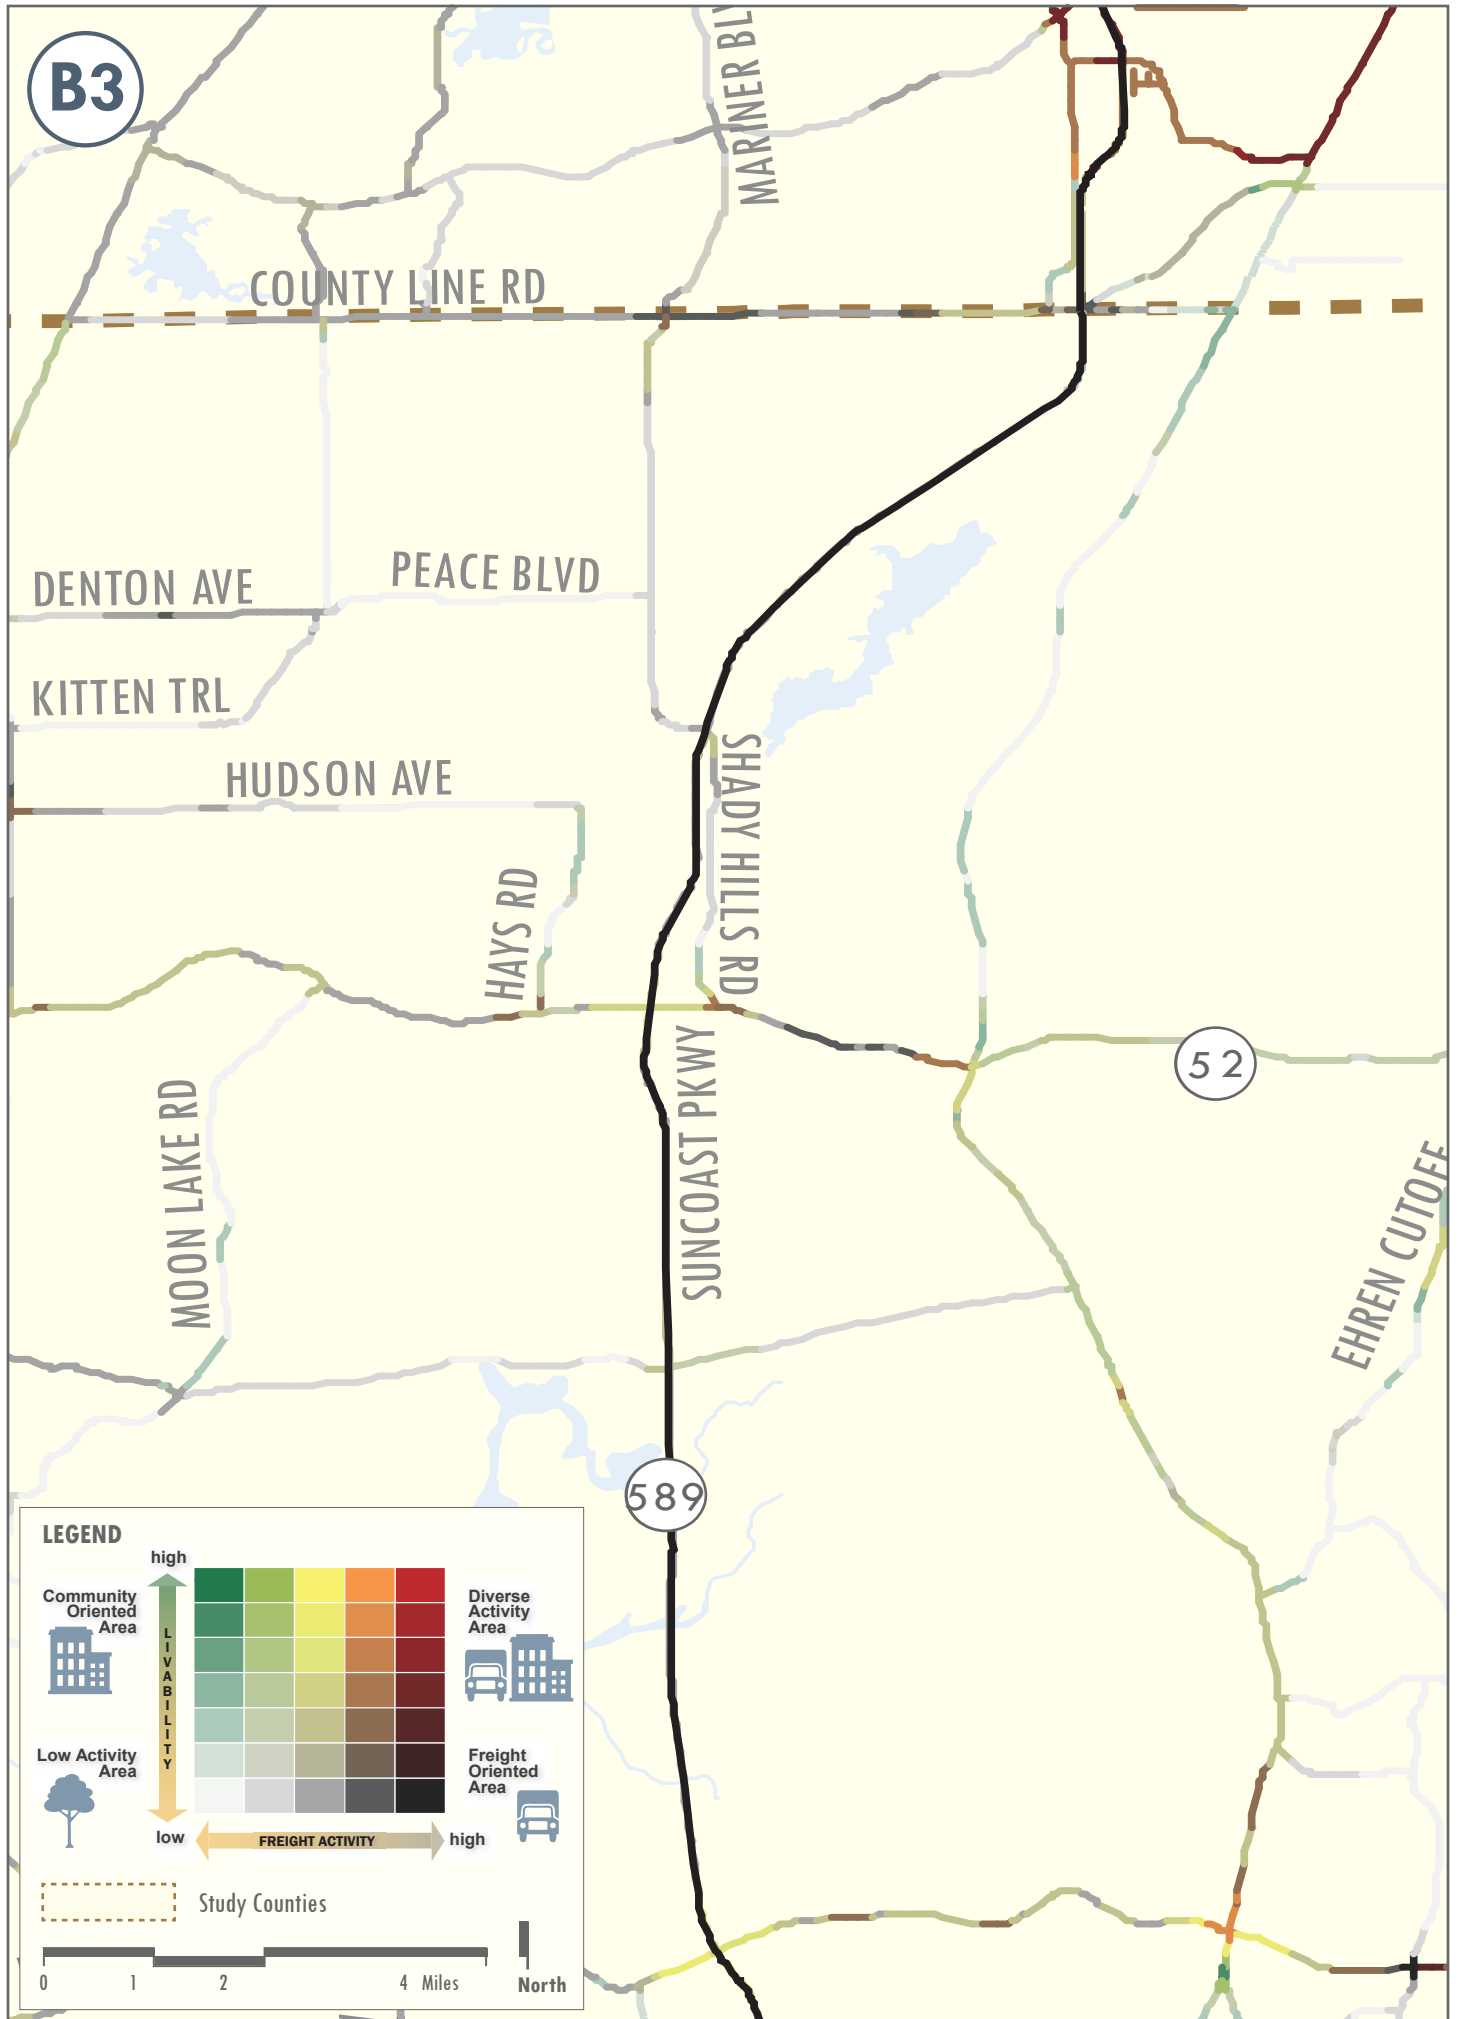 B3
MARINER BLV
COUNTY LINE RD
DENTON AVE
PEACE BLVD
KITTEN TRL
HUDSON AVE
SHADY HILLS RD
HAYS RD
52
SUNCOAST PKWY
MOON LAKE RD
EHREN CUTOFF
589
LEGEND
high
Community
Oriented
Area
LIVABILITY
Diverse
Activity
Area
Low Activity
Area
Freight
Oriented
Area
low
FREIGHT ACTIVITY
high
Study Counties
0 1 2 4 Miles
North